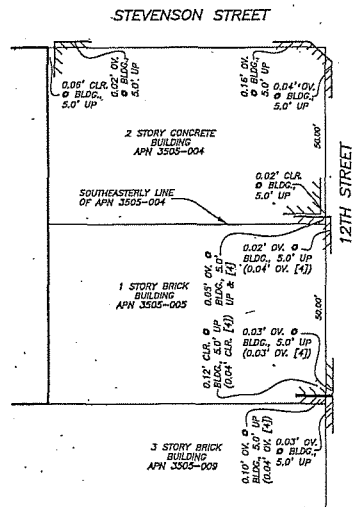 STEVENSON STREET
0.06' CLR.
@ BLDG.,
5.0' UP
0.02' OV.
@ BLDG.,
5.0'. UP
0.16' OV.
@ BLDG.,
5.0' UP
0.04' OV.
@ BLDG.,
5.0' UP
2 STORY CONCRETE
BUILDING
APN 3505-004
50.00'
12TH STREET
0.02' CLR.
@ BLDG.,
5.0' UP
SOUTHEASTERLY LINE
OF APN 3505-004
1 STORY BRICK
BUILDING
APN 3505-005
0.05' OV. @
BLDG., 5.0'
UP & [4]
0.02' OV. @
BLDG., 5.0' UP
(0.04' OV. [4])
50.00'
0.12' CLR. @
BLDG., 5.0' UP
(0.04' CLR. [4])
0.03' OV. @
BLDG., 5.0' UP
(0.03' OV. [4])
3 STORY BRICK
BUILDING
APN 3505-009
0.10' OV. @
BLDG., 5.0' UP
(0.04' OV. [4])
0.03' OV.
@ BLDG.,
5.0' UP